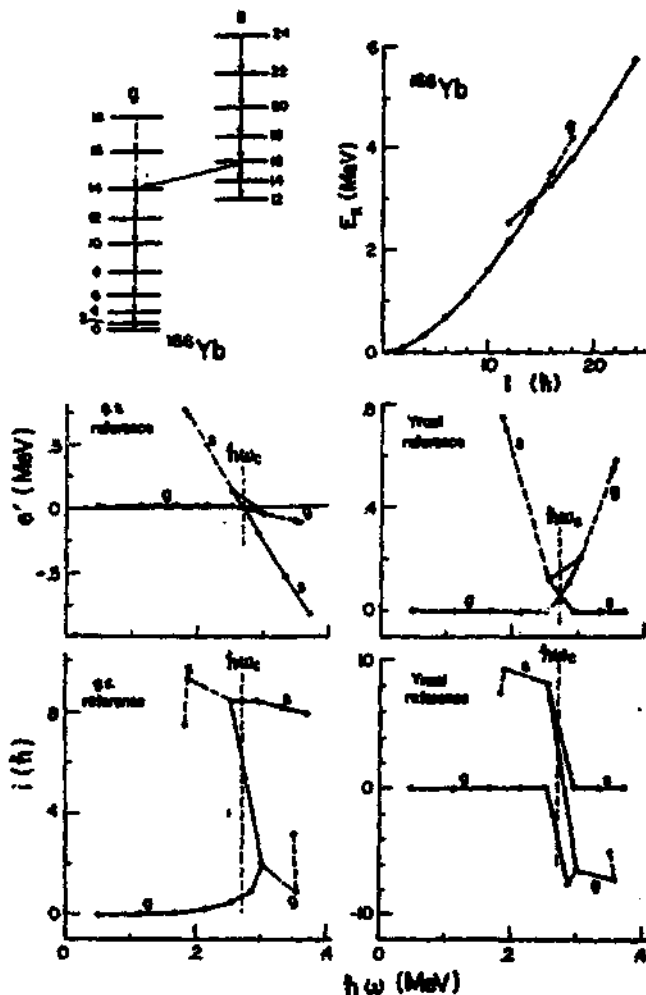 g
s
24
22
20
18
16
14
12
18
16
14
12
10
8
6
4
2
0
166Yb
166Yb
g
Ex (MeV)
6
4
2
0
10
20
I (ħ)
g.s.
reference
s
ħωc
g
g
s
e' (MeV)
.5
0
.5
Yrast
reference
s
ħωc
g
g
s
.8
.4
0
g.s.
reference
s
s
ħωc
g
g
i (ħ)
8
4
0
0
.1
.2
.3
.4
Yrast
reference
s
ħωc
g
s
g
10
0
-10
0
.2
.3
.4
ħω (MeV)